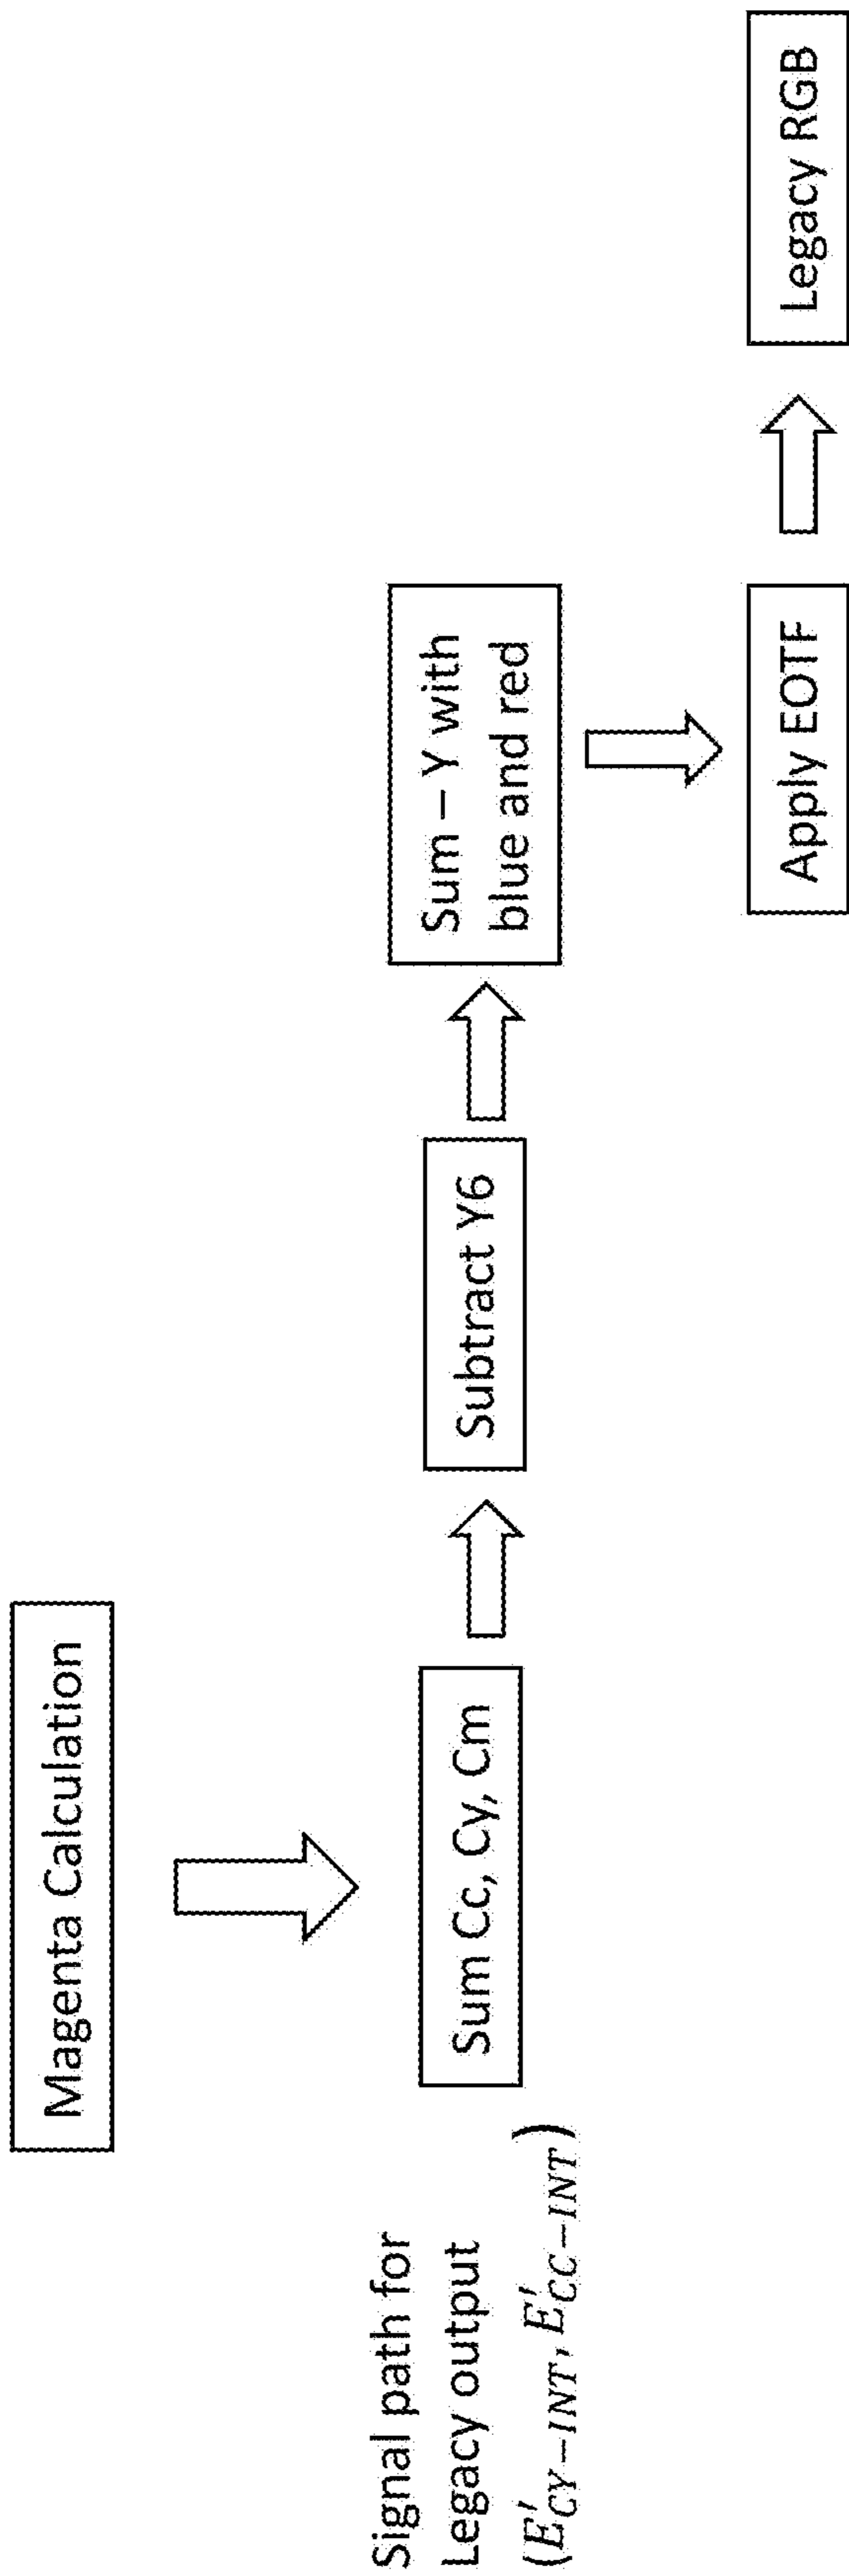 Magenta Calculation
Signal path for
Legacy output
(E′CY−INT, E′CC−INT)
Sum Cc, Cy, Cm
Subtract Y6
Sum – Y with
blue and red
Apply EOTF
Legacy RGB